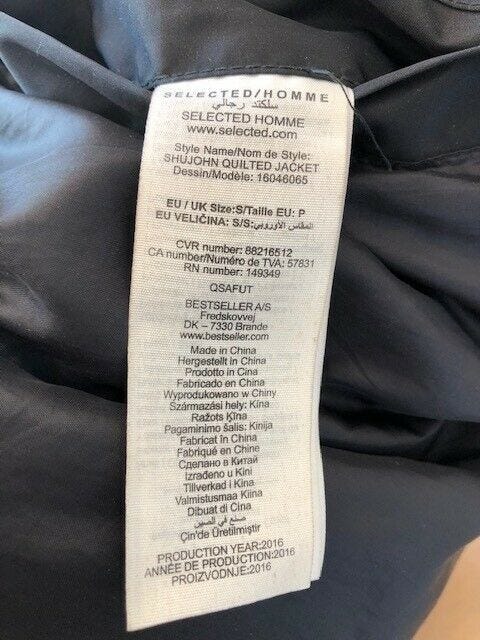 SELECTED/HOMME
سلكتد رجالي
SELECTED HOMME
www.selected.com
Style Name/Nom de Style:
SHUJOHN QUILTED JACKET
Dessin/Modèle: 16046065
EU / UK Size:S/Taille EU: P
EU VELIČINA: S/S:المقاس الأوروبي
CVR number: 88216512
CA number/Numéro de TVA: 57831
RN number: 149349
QSAFUT
BESTSELLER A/S
Fredskovvej
DK – 7330 Brande
www.bestseller.com
Made in China
Hergestellt in China
Prodotto in Cina
Fabricado en China
Wyprodukowano w Chiny
Származási hely: Kína
Ražots Ķīna
Pagaminimo šalis: Kinija
Fabricat în China
Fabriqué en Chine
Сделано в Китай
Izrađeno u Kini
Tillverkad i Kina
Valmistusmaa Kiina
Dibuat di Cina
صنع في الصين
Çin'de Üretilmiştir
PRODUCTION YEAR:2016
ANNÉE DE PRODUCTION:2016
PROIZVODNJE:2016